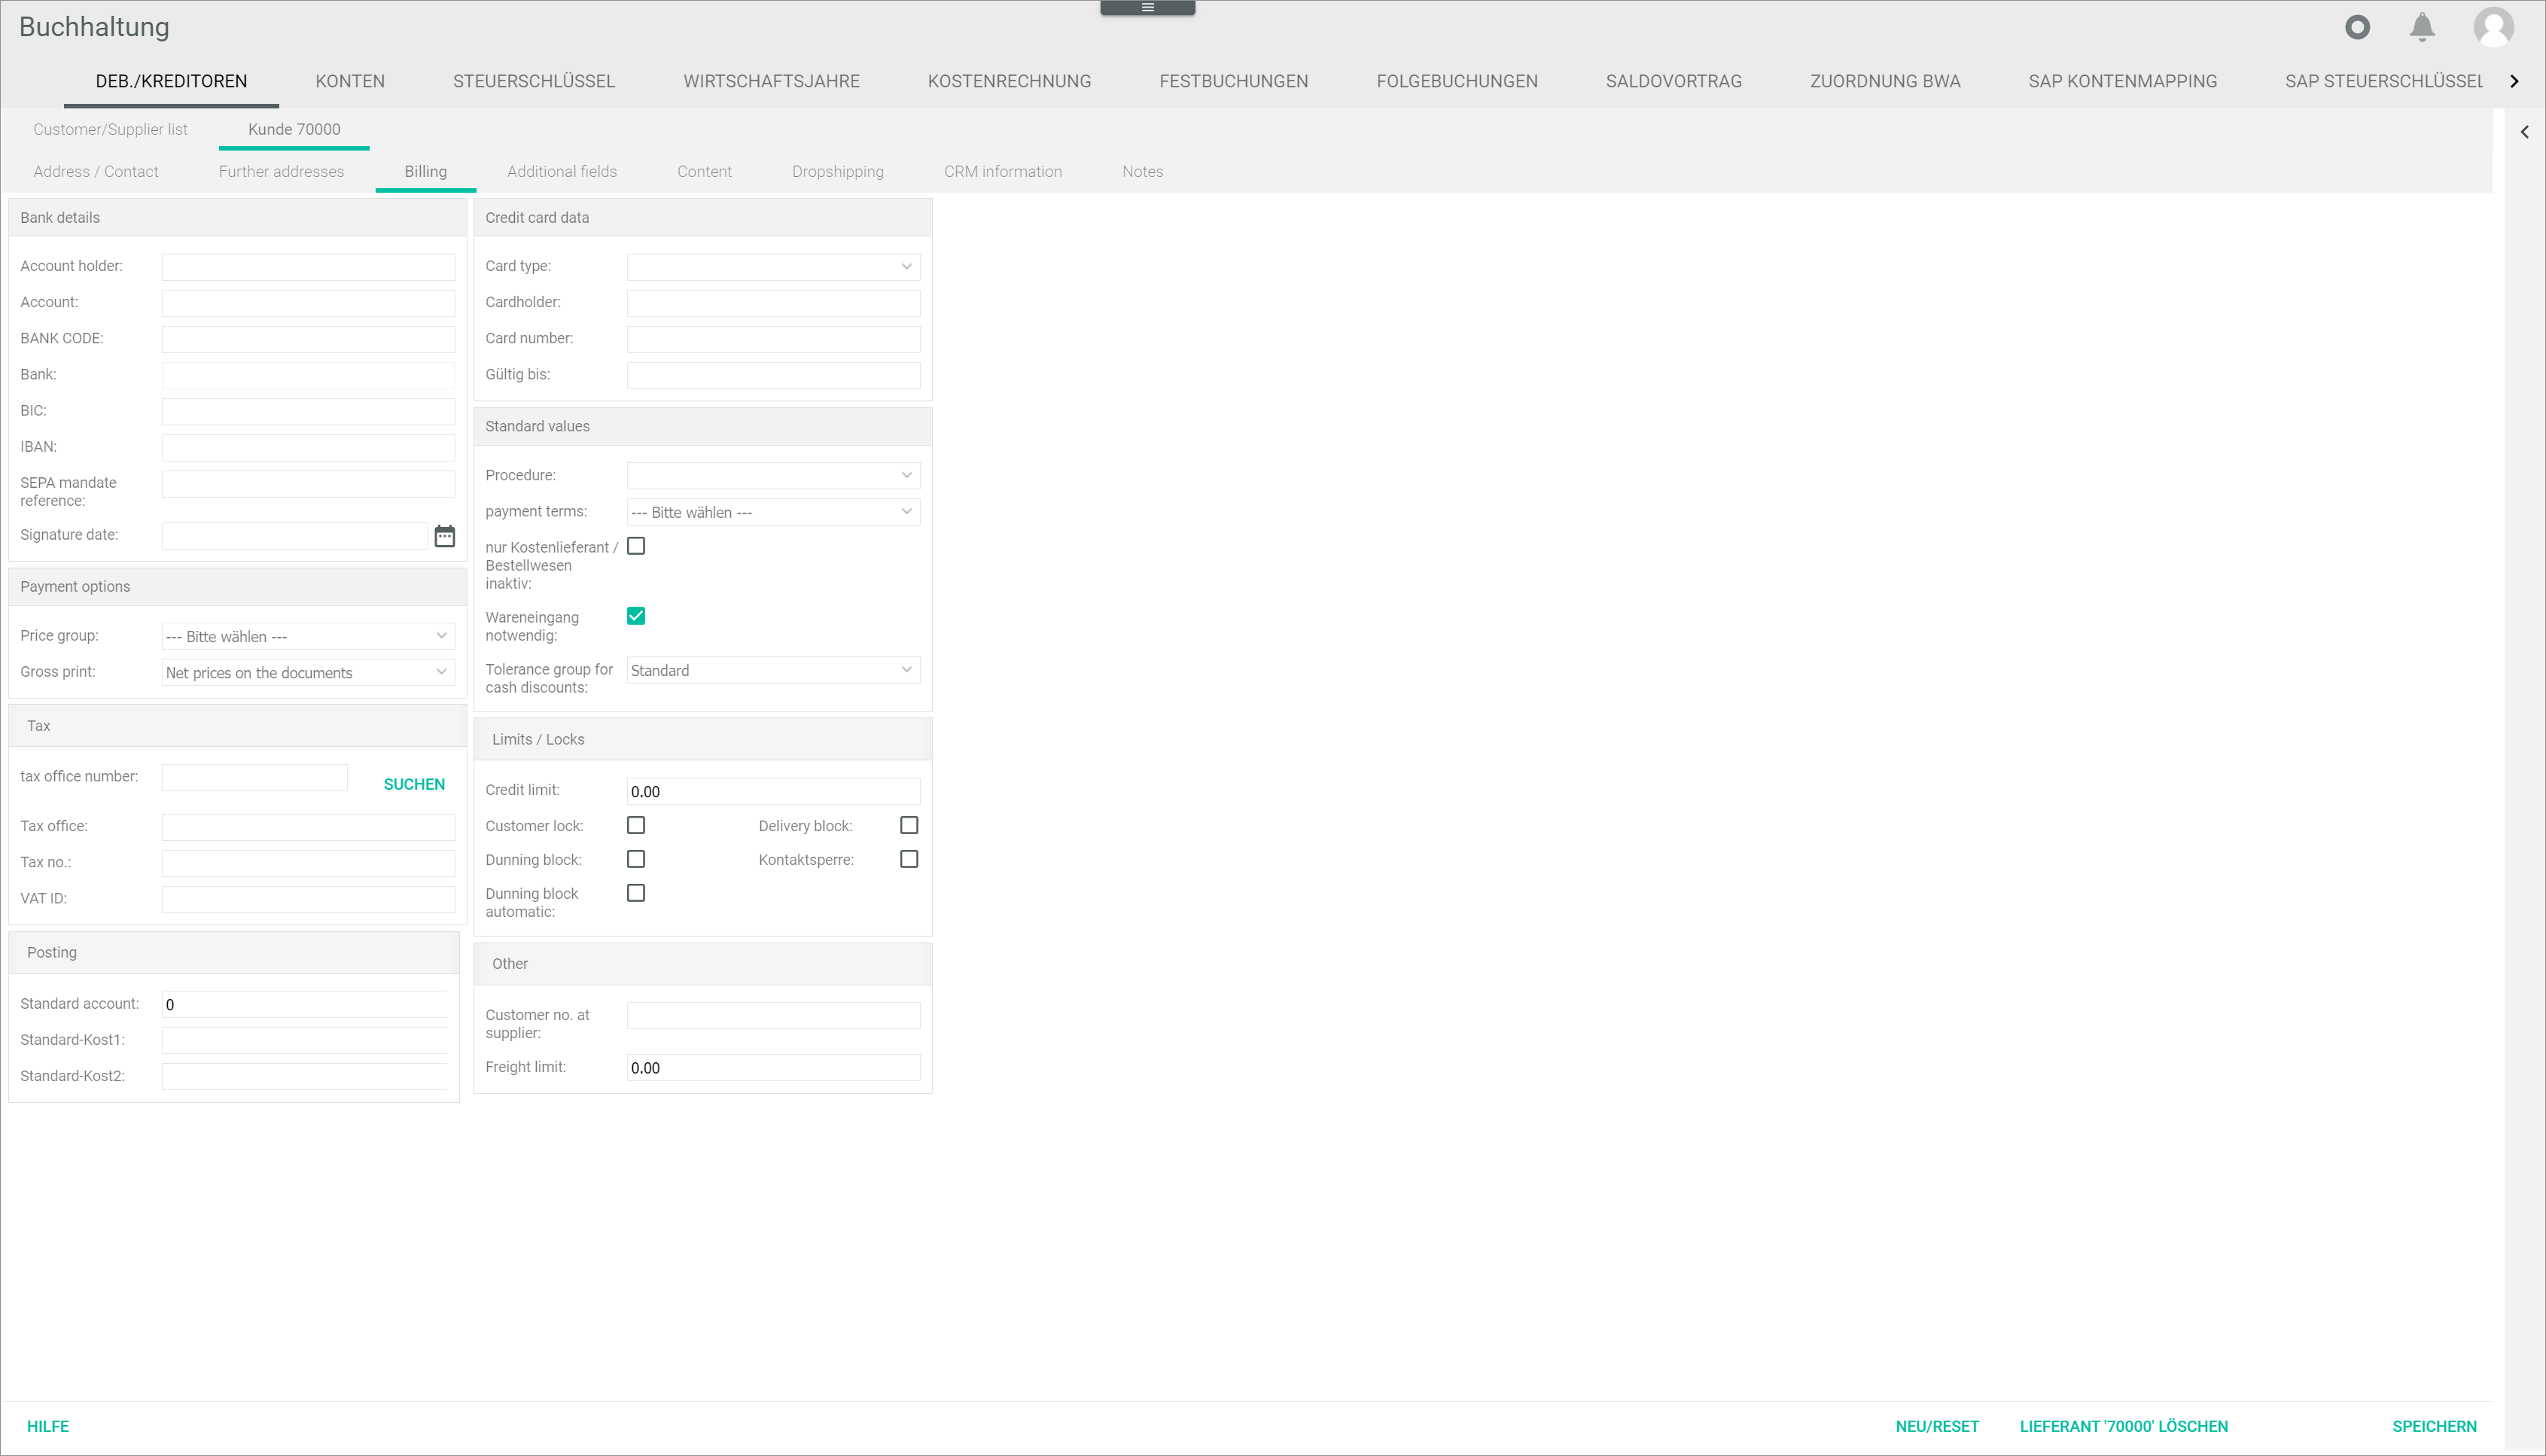 Buchhaltung
DEB./KREDITOREN KONTEN STEUERSCHLÜSSEL WIRTSCHAFTSJAHRE KOSTENRECHNUNG FESTBUCHUNGEN FOLGEBUCHUNGEN SALDOVORTRAG ZUORDNUNG BWA SAP KONTENMAPPING SAP STEUERSCHLÜSSEL
Customer/Supplier list Kunde 70000
Address / Contact Further addresses Billing Additional fields Content Dropshipping CRM information Notes
Bank details
Account holder:
Account:
BANK CODE:
Bank:
BIC:
IBAN:
SEPA mandate
reference:
Signature date:
Payment options
Price group: --- Bitte wählen ---
Gross print: Net prices on the documents
Tax
tax office number: SUCHEN
Tax office:
Tax no.:
VAT ID:
Posting
Standard account: 0
Standard-Kost1:
Standard-Kost2:
Credit card data
Card type:
Cardholder:
Card number:
Gültig bis:
Standard values
Procedure:
payment terms: --- Bitte wählen ---
nur Kostenlieferant /
Bestellwesen
inaktiv:
Wareneingang
notwendig:
Tolerance group for Standard
cash discounts:
Limits / Locks
Credit limit: 0.00
Customer lock: Delivery block:
Dunning block: Kontaktsperre:
Dunning block
automatic:
Other
Customer no. at
supplier:
Freight limit: 0.00
HILFE NEU/RESET LIEFERANT '70000' LÖSCHEN SPEICHERN